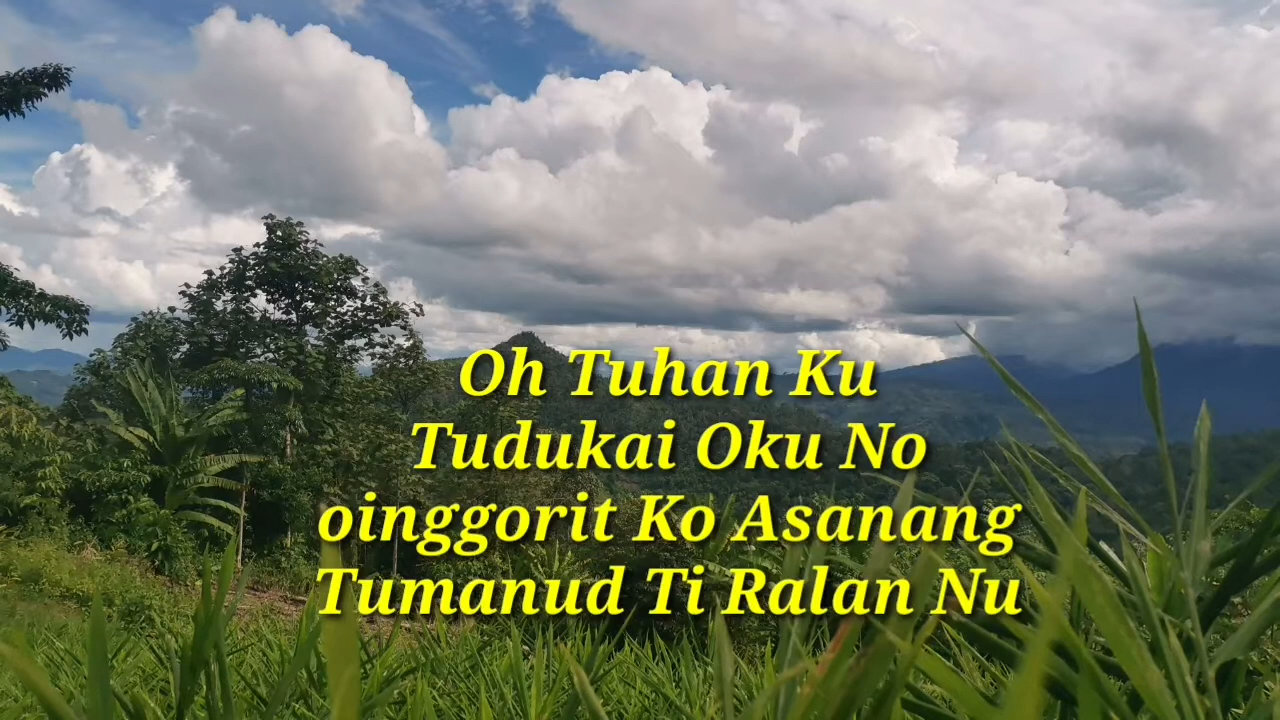 Oh Tuhan Ku
Tudukai Oku No
oinggorit Ko Asanang
Tumanud Ti Ralan Nu